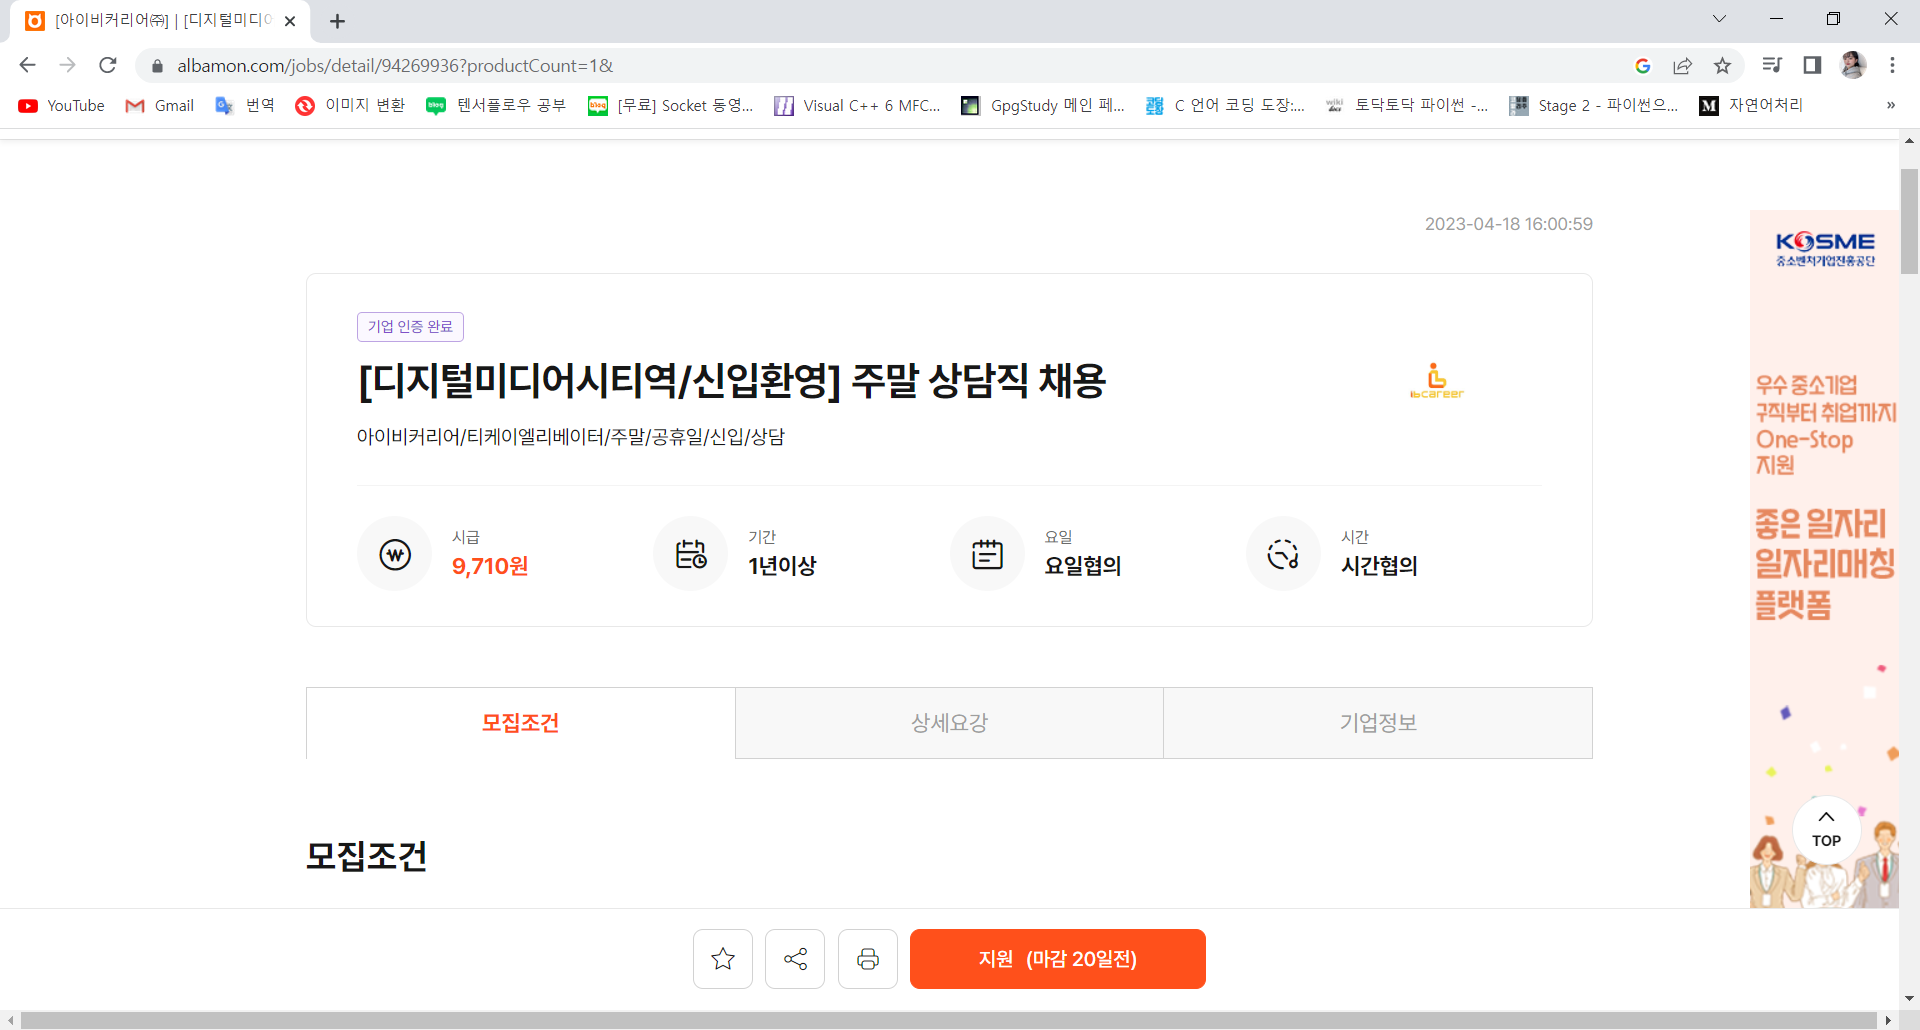 [아이비커리어㈜] | [디지털미디어
albamon.com/jobs/detail/94269936?productCount=1&
YouTube
Gmail
번역
이미지 변환
텐서플로우 공부
[무료] Socket 동영...
Visual C++ 6 MFC...
GpgStudy 메인 페...
C 언어 코딩 도장:...
토닥토닥 파이썬 -...
Stage 2 - 파이썬으...
자연어처리
»
2023-04-18 16:00:59
기업 인증 완료
[디지털미디어시티역/신입환영] 주말 상담직 채용
ibcareer
아이비커리어/티케이엘리베이터/주말/공휴일/신입/상담
시급
9,710원
기간
1년이상
요일
요일협의
시간
시간협의
모집조건
상세요강
기업정보
모집조건
KOSME
중소벤처기업진흥공단
우수 중소기업
구직부터 취업까지
One-Stop
지원
좋은 일자리
일자리매칭
플랫폼
TOP
지원 (마감 20일전)